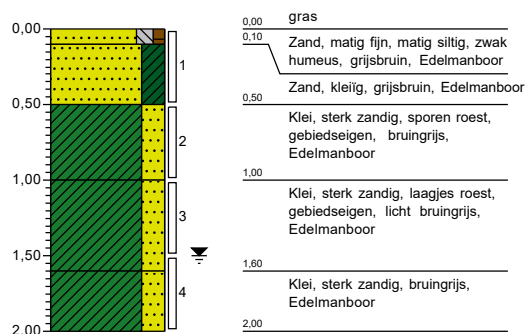 0,00
0,50
1,00
1,50
2,00
1
2
3
4
0,00
gras
0,10
Zand, matig fijn, matig siltig, zwak
humeus, grijsbruin, Edelmanboor
Zand, kleiïg, grijsbruin, Edelmanboor
0,50
Klei, sterk zandig, sporen roest,
gebiedseigen, bruingrijs,
Edelmanboor
1,00
Klei, sterk zandig, laagjes roest,
gebiedseigen, licht bruingrijs,
Edelmanboor
1,60
Klei, sterk zandig, bruingrijs,
Edelmanboor
2,00